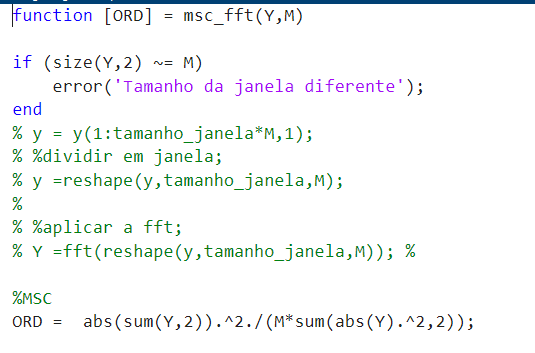 function [ORD] = msc_fft(Y,M)
if (size(Y,2) ~= M)
error('Tamanho da janela diferente');
end
% y = y(1:tamanho_janela*M,1);
% %dividir em janela;
% y =reshape(y,tamanho_janela,M);
%
% %aplicar a fft;
% Y =fft(reshape(y,tamanho_janela,M)); %
%MSC
ORD =  abs(sum(Y,2)).^2./(M*sum(abs(Y).^2,2));